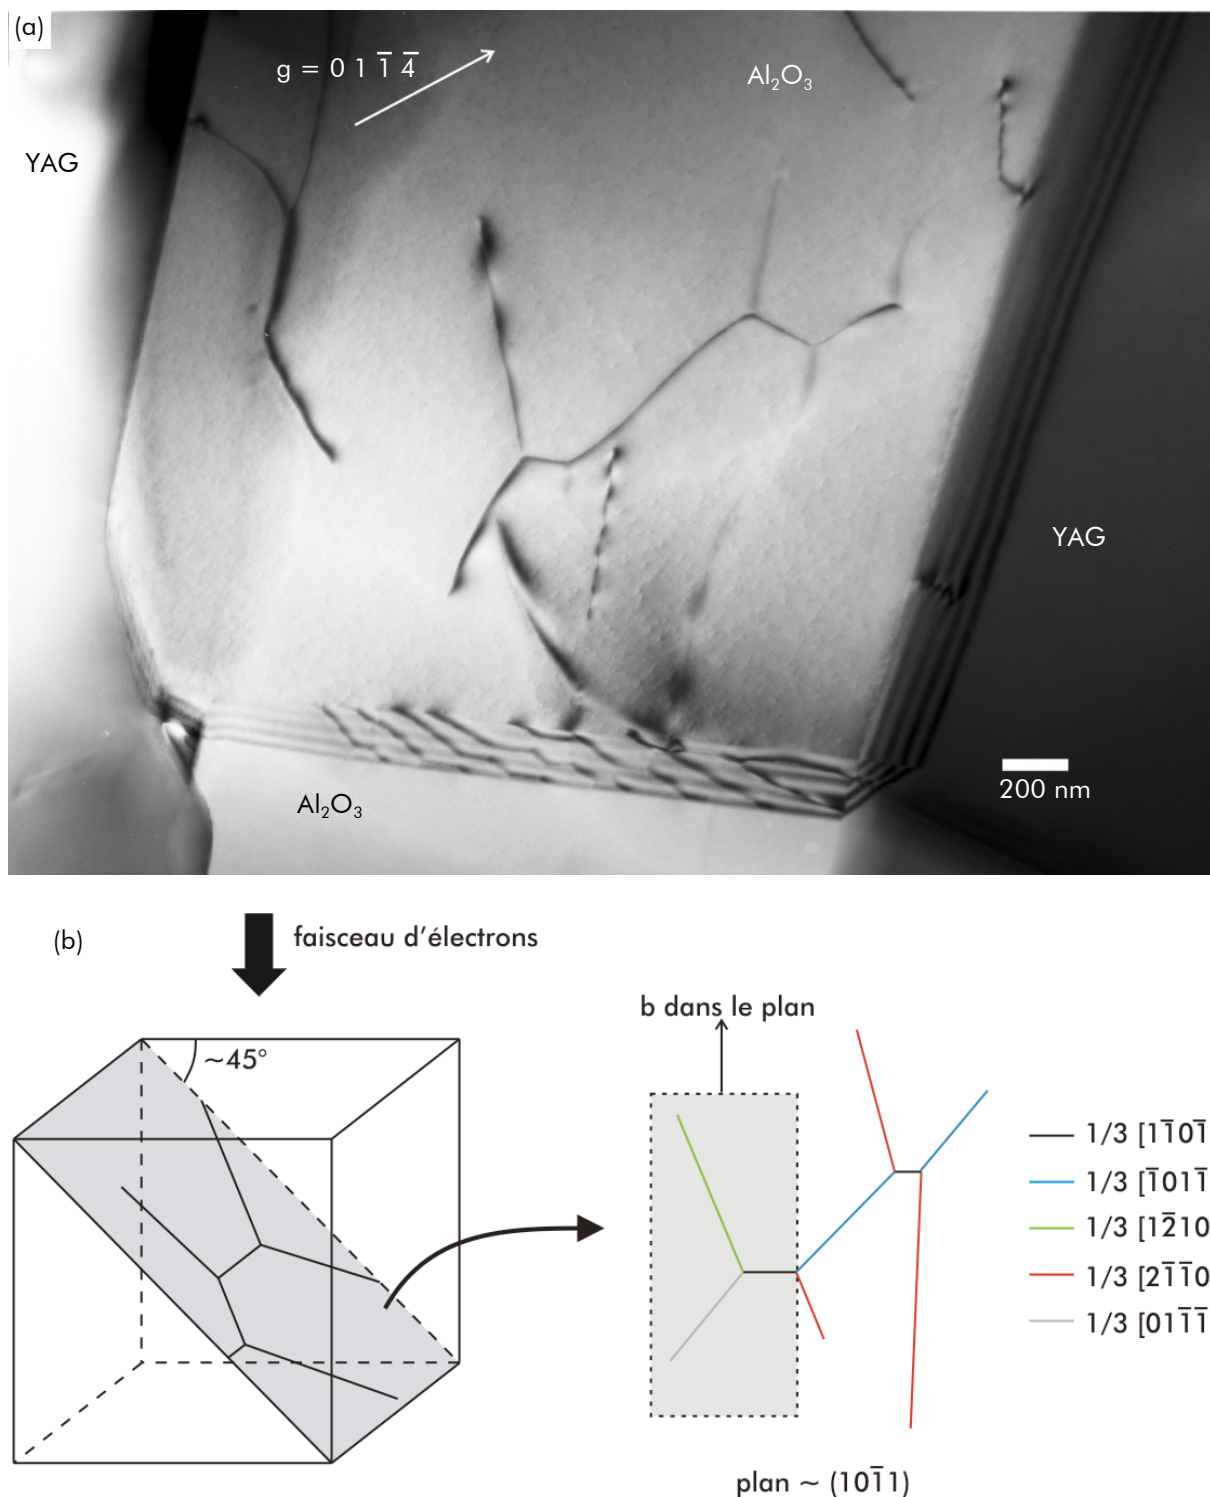 (a)
g = 0 1 1̅ 4̅
Al₂O₃
YAG
YAG
200 nm
Al₂O₃
(b)
faisceau d’électrons
b dans le plan
~45°
1/3 [11̅01̅
1/3 [1̅011̅
1/3 [12̅10
1/3 [21̅1̅0
1/3 [011̅1̅
plan ~ (101̅1)